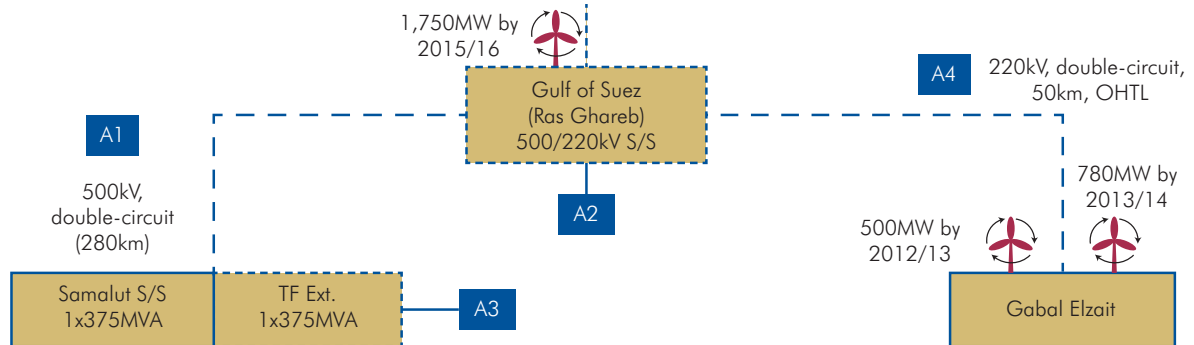 1,750MW by
2015/16
Gulf of Suez
(Ras Ghareb)
500/220kV S/S
A4
220kV, double-circuit,
50km, OHTL
A1
500kV,
double-circuit
(280km)
A2
780MW by
2013/14
500MW by
2012/13
Samalut S/S
1x375MVA
TF Ext.
1x375MVA
A3
Gabal Elzait